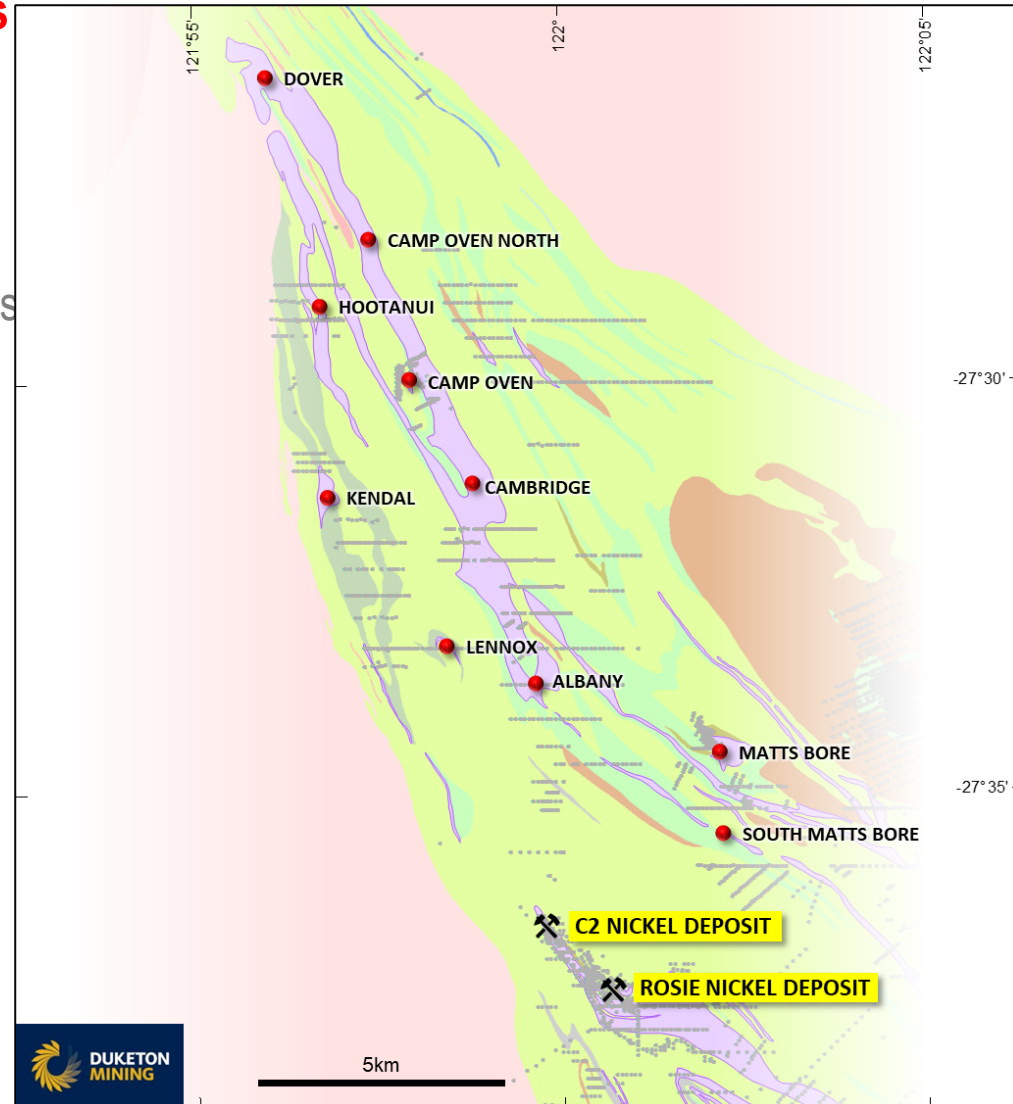 S
121°55'
122°
122°05'
DOVER
CAMP OVEN NORTH
S
HOOTANUI
-27°30'
CAMP OVEN
CAMBRIDGE
KENDAL
LENNOX
ALBANY
MATTS BORE
-27°35'
SOUTH MATTS BORE
C2 NICKEL DEPOSIT
ROSIE NICKEL DEPOSIT
DUKETON
MINING
5km